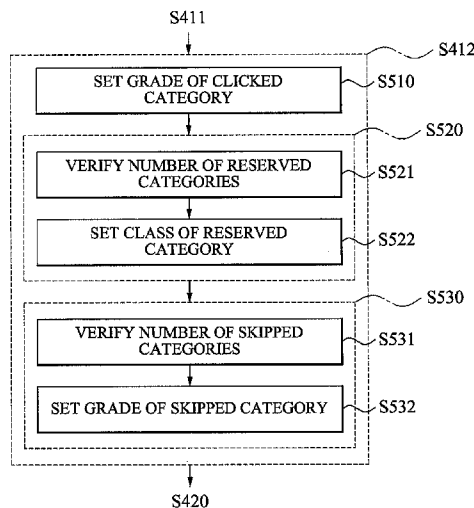 S411
S412
SET GRADE OF CLICKED
CATEGORY
S510
S520
VERIFY NUMBER OF RESERVED
CATEGORIES
S521
SET CLASS OF RESERVED
CATEGORY
S522
S530
VERIFY NUMBER OF SKIPPED
CATEGORIES
S531
SET GRADE OF SKIPPED CATEGORY
S532
S420